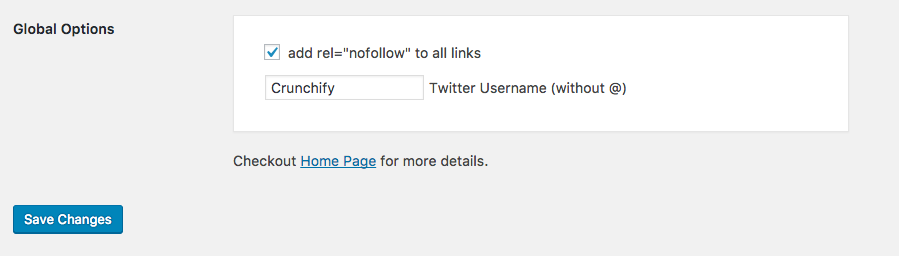 Global Options
add rel="nofollow" to all links
Crunchify Twitter Username (without @)
Checkout Home Page for more details.
Save Changes